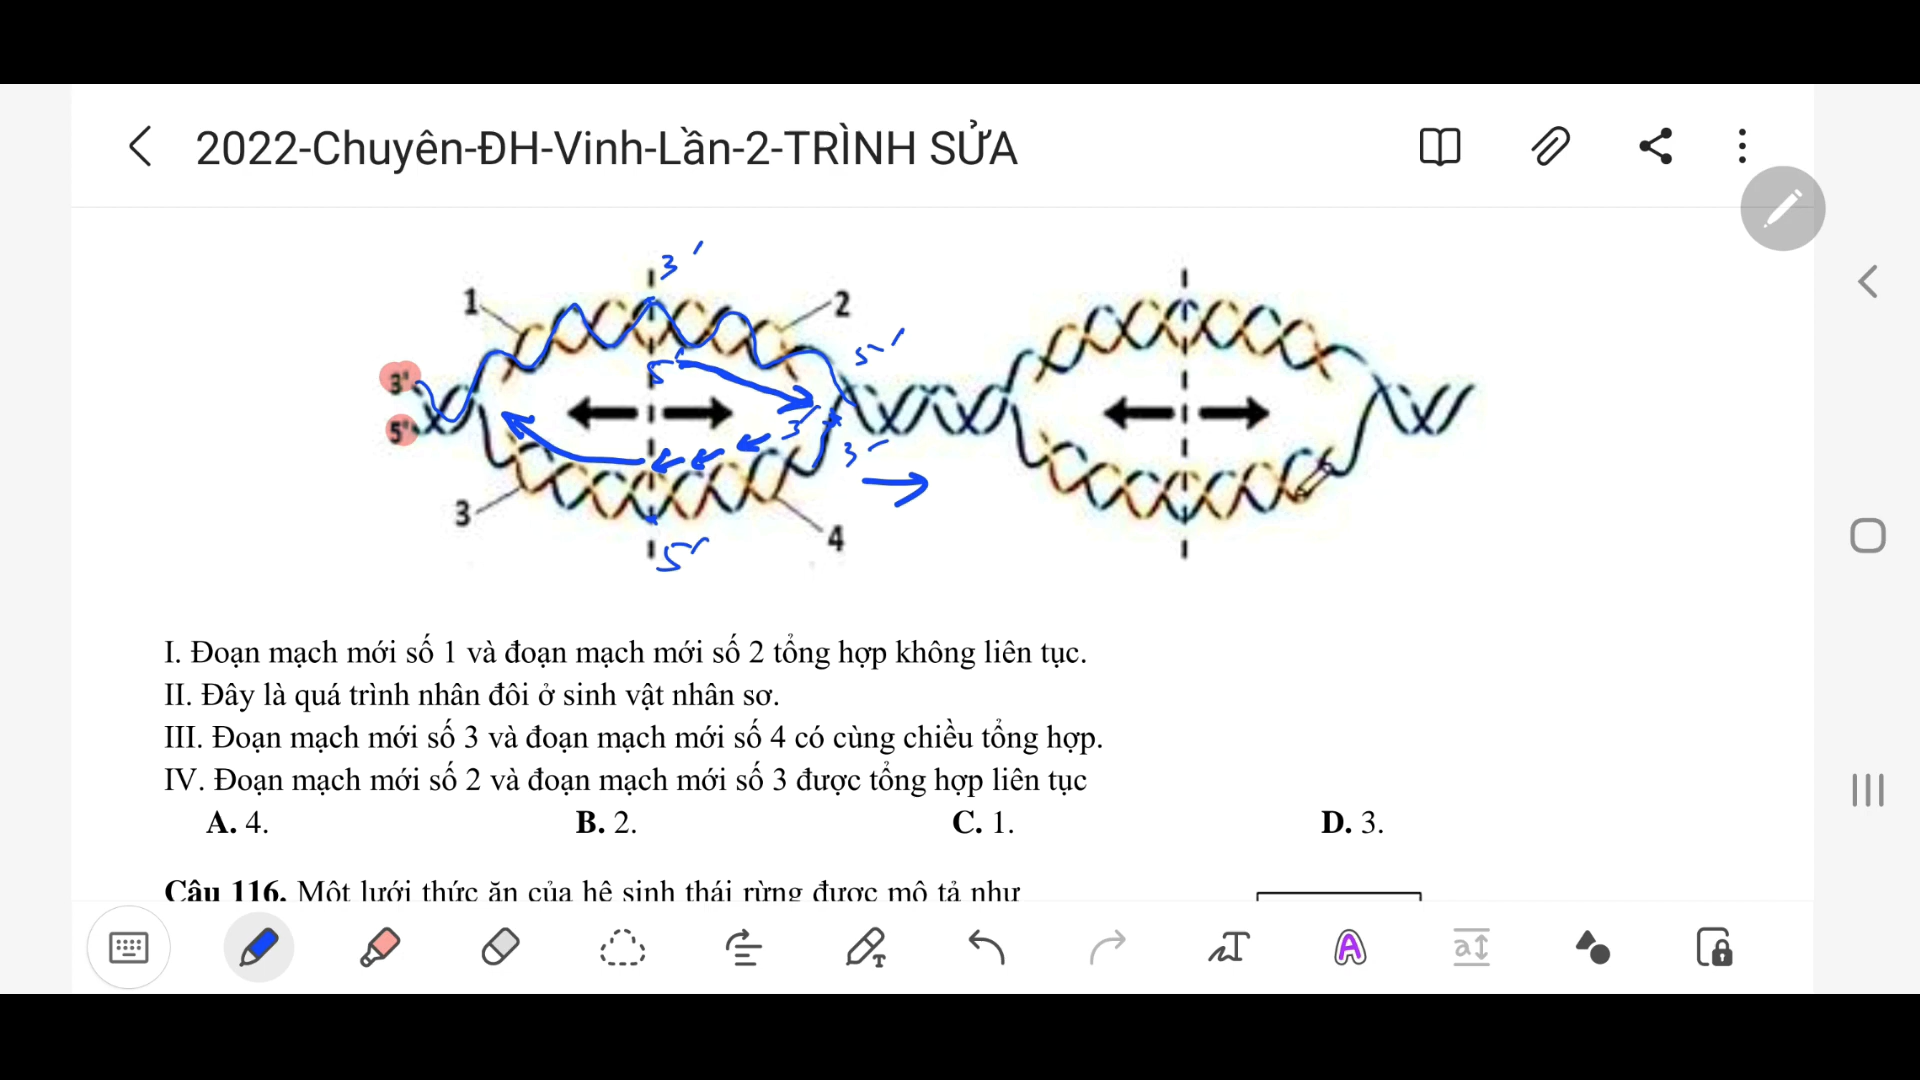 2022-Chuyên-ĐH-Vinh-Lần-2-TRÌNH SỬA
3'
1
2
5'
3'
5'
5'
3'
3'
3
4
5'
I. Đoạn mạch mới số 1 và đoạn mạch mới số 2 tổng hợp không liên tục.
II. Đây là quá trình nhân đôi ở sinh vật nhân sơ.
III. Đoạn mạch mới số 3 và đoạn mạch mới số 4 có cùng chiều tổng hợp.
IV. Đoạn mạch mới số 2 và đoạn mạch mới số 3 được tổng hợp liên tục
A. 4. B. 2. C. 1. D. 3.
Câu 116. Một lưới thức ăn của hệ sinh thái rừng được mô tả như